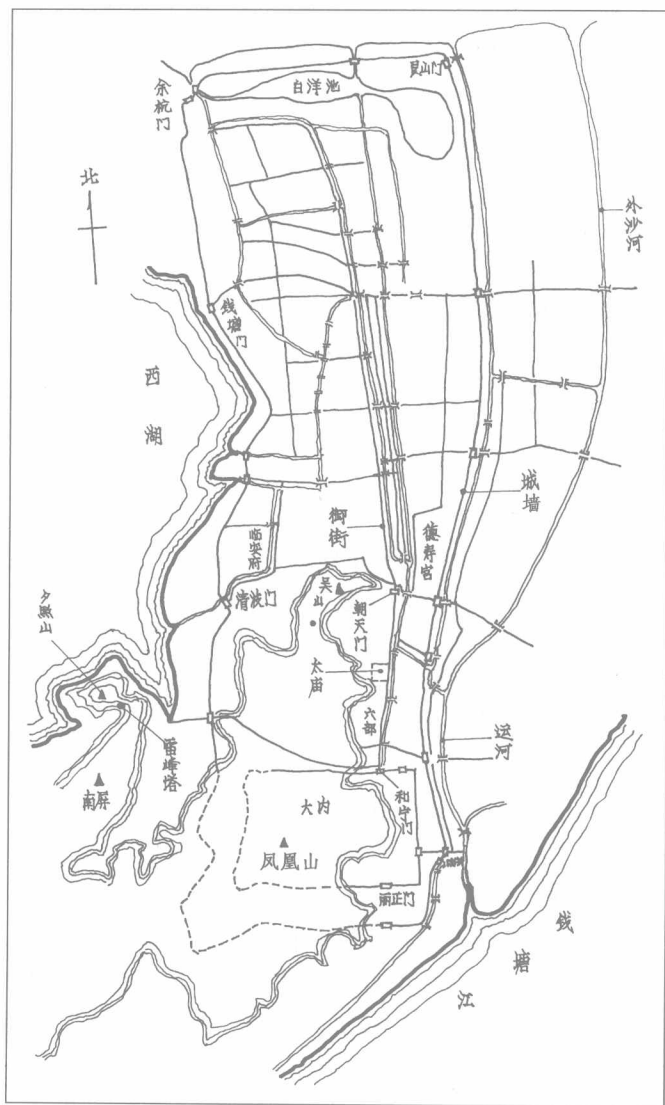 艮山门
白洋池
余杭门
北
外沙河
钱塘门
西湖
城墙
御街
德寿宫
临安府
吴山
清波门
朝天门
夕照山
太庙
六部
雷峰塔
运河
南屏
大内
和宁门
凤凰山
丽正门
钱塘江